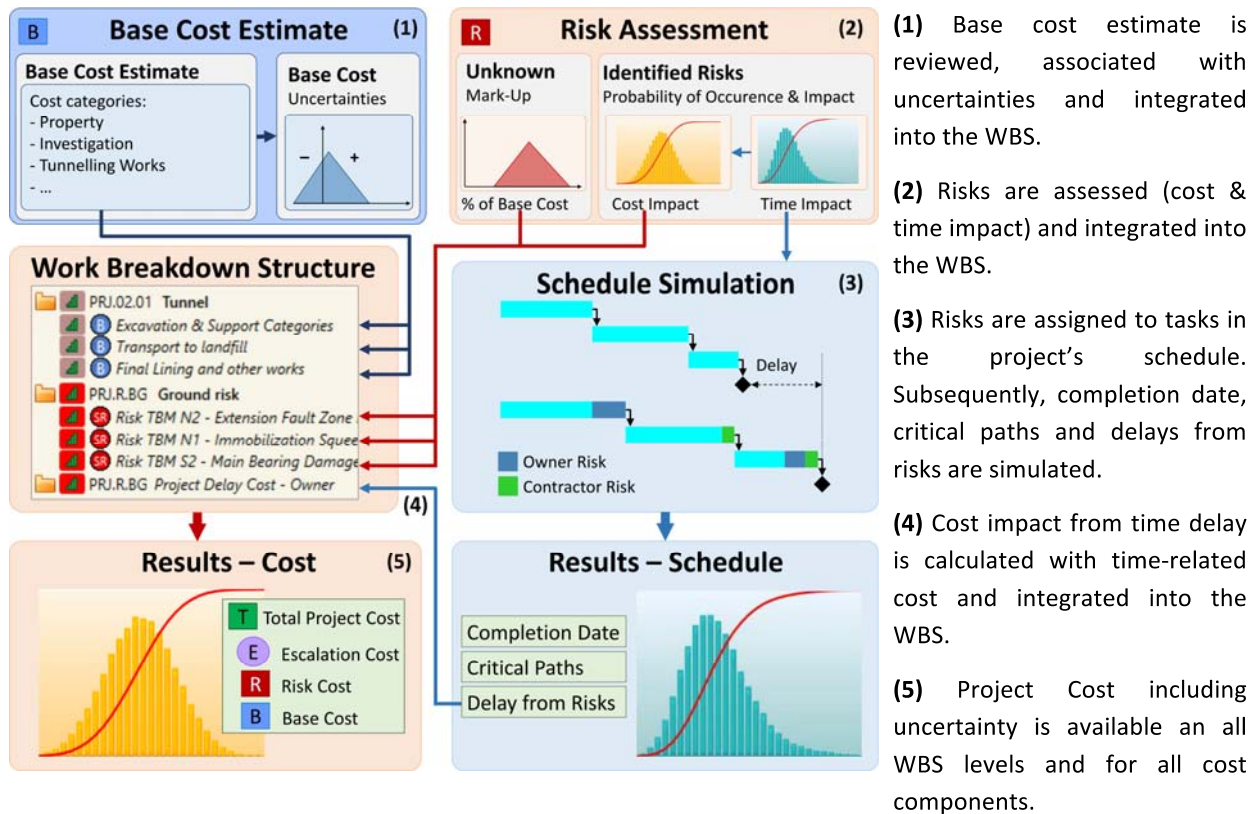 B
Base Cost Estimate
(1)
Base Cost Estimate
Cost categories:
- Property
- Investigation
- Tunnelling Works
- ...
Base Cost
Uncertainties
– +
R
Risk Assessment
(2)
Unknown
Mark-Up
% of Base Cost
Identified Risks
Probability of Occurence & Impact
Cost Impact
Time Impact
Work Breakdown Structure
PRJ.02.01 Tunnel
B Excavation & Support Categories
B Transport to landfill
B Final Lining and other works
PRJ.R.BG Ground risk
SR Risk TBM N2 - Extension Fault Zone
SR Risk TBM N1 - Immobilization Squee
SR Risk TBM S2 - Main Bearing Damage
PRJ.R.BG Project Delay Cost - Owner
(4)
Schedule Simulation
(3)
Delay
Owner Risk
Contractor Risk
Results – Cost
(5)
T Total Project Cost
E Escalation Cost
R Risk Cost
B Base Cost
Results – Schedule
Completion Date
Critical Paths
Delay from Risks
(1) Base cost estimate is
reviewed, associated with
uncertainties and integrated
into the WBS.
(2) Risks are assessed (cost &
time impact) and integrated into
the WBS.
(3) Risks are assigned to tasks in
the project's schedule.
Subsequently, completion date,
critical paths and delays from
risks are simulated.
(4) Cost impact from time delay
is calculated with time-related
cost and integrated into the
WBS.
(5) Project Cost including
uncertainty is available an all
WBS levels and for all cost
components.